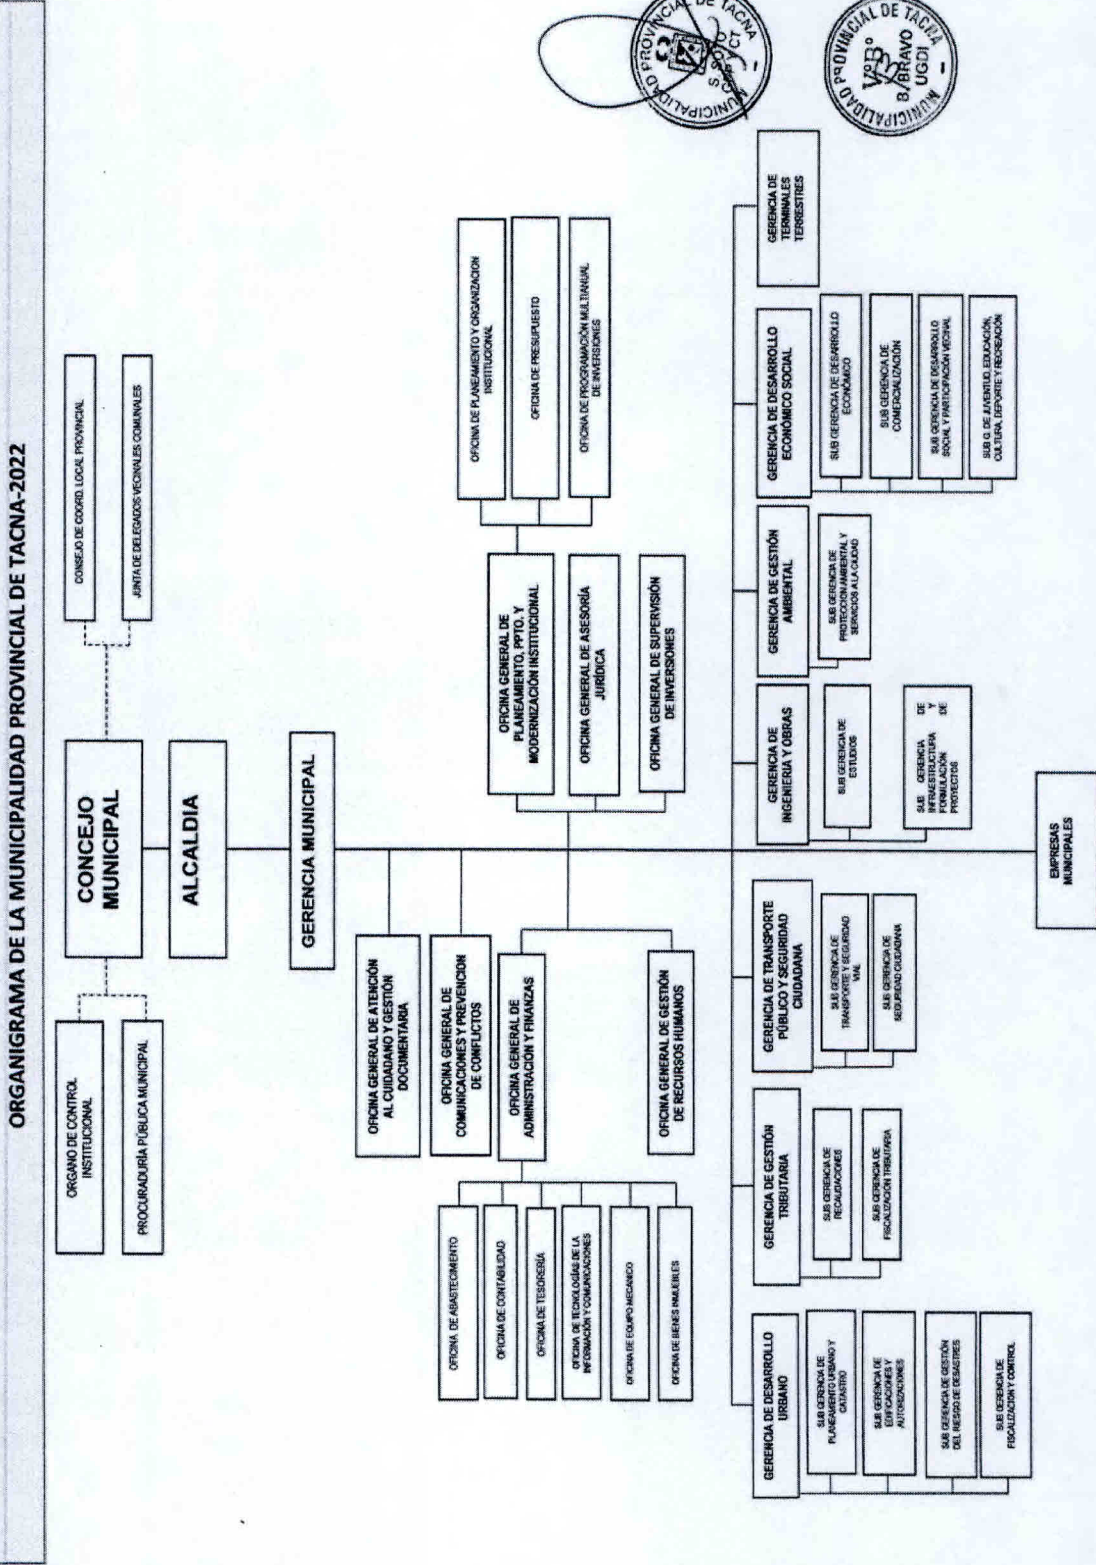 ORGANIGRAMA DE LA MUNICIPALIDAD PROVINCIAL DE TACNA-2022
ORGANO DE CONTROL
INSTITUCIONAL
PROCURADURÍA PÚBLICA MUNICIPAL
CONCEJO
MUNICIPAL
CONSEJO DE COORD. LOCAL PROVINCIAL
JUNTA DE DELEGADOS VECINALES COMUNALES
ALCALDIA
GERENCIA MUNICIPAL
OFICINA GENERAL DE ATENCIÓN
AL CUIDADANO Y GESTIÓN
DOCUMENTARIA
OFICINA GENERAL DE
COMUNICACIONES Y PREVENCION
DE CONFLICTOS
OFICINA GENERAL DE
ADMINISTRACIÓN Y FINANZAS
OFICINA DE ABASTECIMIENTO
OFICINA DE CONTABILIDAD
OFICINA DE TESORERÍA
OFICINA DE TECNOLOGÍAS DE LA
INFORMACIÓN Y COMUNICACIONES
OFICINA DE EQUIPO MECANICO
OFICINA DE BIENES INMUEBLES
OFICINA GENERAL DE GESTIÓN
DE RECURSOS HUMANOS
OFICINA GENERAL DE
PLANEAMIENTO, PPTO, Y
MODERNIZACIÓN INSTITUCIONAL
OFICINA DE PLANEAMIENTO Y ORGANIZACION
INSTITUCIONAL
OFICINA DE PRESUPUESTO
OFICINA DE PROGRAMACIÓN MULTIANUAL
DE INVERSIONES
OFICINA GENERAL DE ASESORÍA
JURÍDICA
OFICINA GENERAL DE SUPERVISIÓN
DE INVERSIONES
GERENCIA DE DESARROLLO
URBANO
SUB GERENCIA DE
PLANEAMIENTO URBANO Y
CATASTRO
SUB GERENCIA DE
EDIFICACIONES Y
AUTORIZACIONES
SUB GERENCIA DE GESTIÓN
DEL RIESGO DE DESASTRES
SUB GERENCIA DE
FISCALIZACION Y CONTROL
GERENCIA DE GESTIÓN
TRIBUTARIA
SUB GERENCIA DE
RECAUDACIONES
SUB GERENCIA DE
FISCALIZACIÓN TRIBUTARIA
GERENCIA DE TRANSPORTE
PÚBLICO Y SEGURIDAD
CIUDADANA
SUB GERENCIA DE
TRANSPORTE Y SEGURIDAD
VIAL
SUB GERENCIA DE
SEGURIDAD CIUDADANA
GERENCIA DE
INGENIERIA Y OBRAS
SUB GERENCIA DE
ESTUDIOS
SUB GERENCIA DE
INFRAESTRUCTURA Y
FORMULACIÓN DE
PROYECTOS
GERENCIA DE GESTIÓN
AMBIENTAL
SUB GERENCIA DE
PROTECCION AMBIENTAL Y
SERVICIOS A LA CIUDAD
GERENCIA DE DESARROLLO
ECONÓMICO SOCIAL
SUB GERENCIA DE DESARROLLO
ECONÓMICO
SUB GERENCIA DE
COMERCIALIZACIÓN
SUB GERENCIA DE DESARROLLO
SOCIAL Y PARTICIPACIÓN VECINAL
SUB G. DE JUVENTUD, EDUCACIÓN,
CULTURA, DEPORTE Y RECREACIÓN
GERENCIA DE
TERMINALES
TERRESTRES
EMPRESAS
MUNICIPALES
MUNICIPALIDAD PROVINCIAL DE TACNA
MUNICIPALIDAD PROVINCIAL DE TACNA
V°B°
B/BRAVO
UGDI